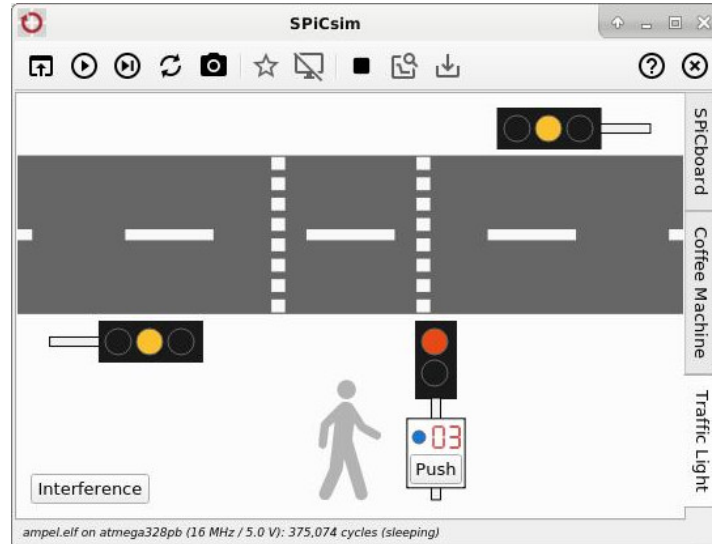 SPiCsim
SPiCboard
Coffee Machine
Traffic Light
03
Push
Interference
ampel.elf on atmega328pb (16 MHz / 5.0 V): 375,074 cycles (sleeping)